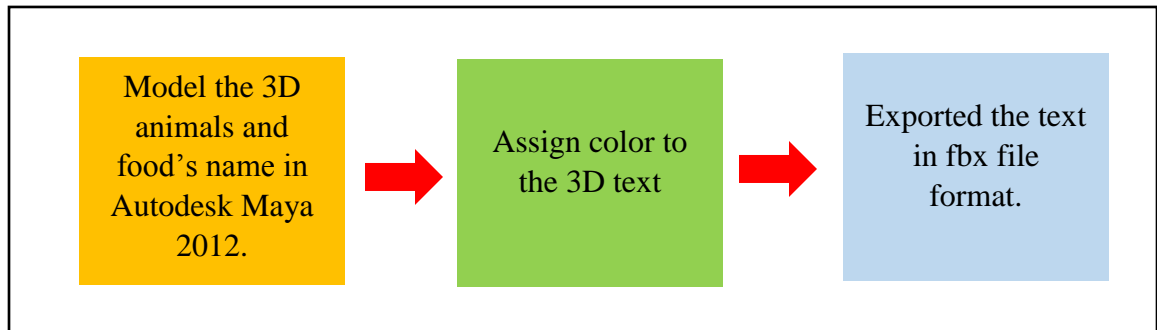 Model the 3D
animals and
food’s name in
Autodesk Maya
2012.
Assign color to
the 3D text
Exported the text
in fbx file
format.